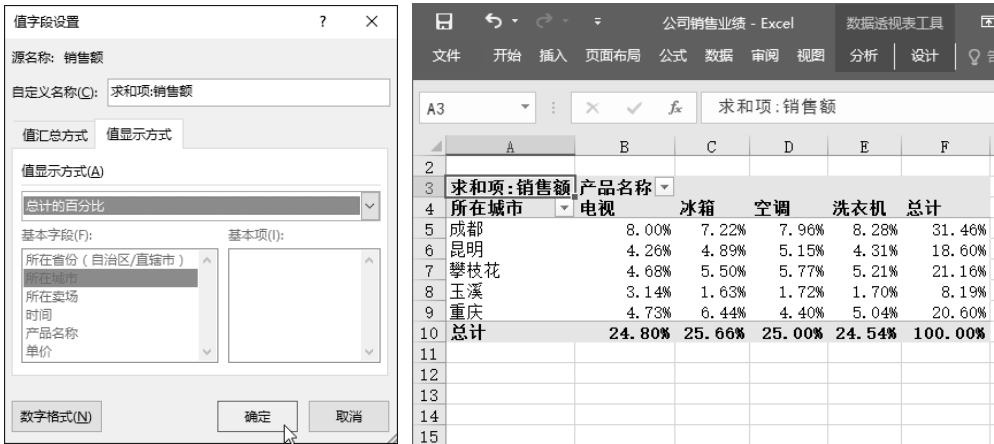 值字段设置 ? ×
源名称: 销售额
自定义名称(C): 求和项:销售额
值汇总方式 值显示方式
值显示方式(A)
总计的百分比
基本字段(F): 基本项(I):
所在省份（自治区/直辖市）
所在城市
所在卖场
时间
产品名称
单价
数字格式(N) 确定 取消
公司销售业绩 - Excel 数据透视表工具
文件 开始 插入 页面布局 公式 数据 审阅 视图 分析 设计
A3 fx 求和项:销售额
A B C D E F
2
3 求和项:销售额 产品名称
4 所在城市 电视 冰箱 空调 洗衣机 总计
5 成都 8.00% 7.22% 7.96% 8.28% 31.46%
6 昆明 4.26% 4.89% 5.15% 4.31% 18.60%
7 攀枝花 4.68% 5.50% 5.77% 5.21% 21.16%
8 玉溪 3.14% 1.63% 1.72% 1.70% 8.19%
9 重庆 4.73% 6.44% 4.40% 5.04% 20.60%
10 总计 24.80% 25.66% 25.00% 24.54% 100.00%
11
12
13
14
15